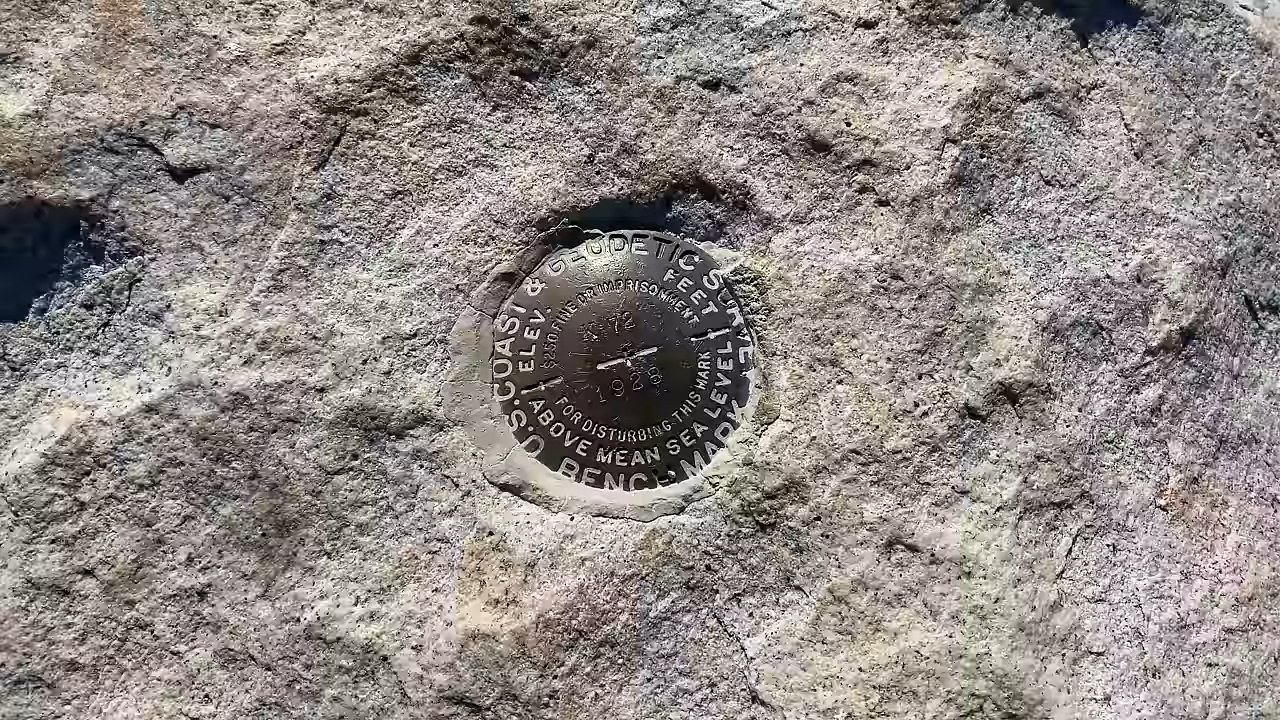 U.S. COAST & GEODETIC SURVEY
ELEV. FEET
$250 FINE OR IMPRISONMENT
72
FOR DISTURBING THIS MARK
ABOVE MEAN SEA LEVEL
BENCH MARK